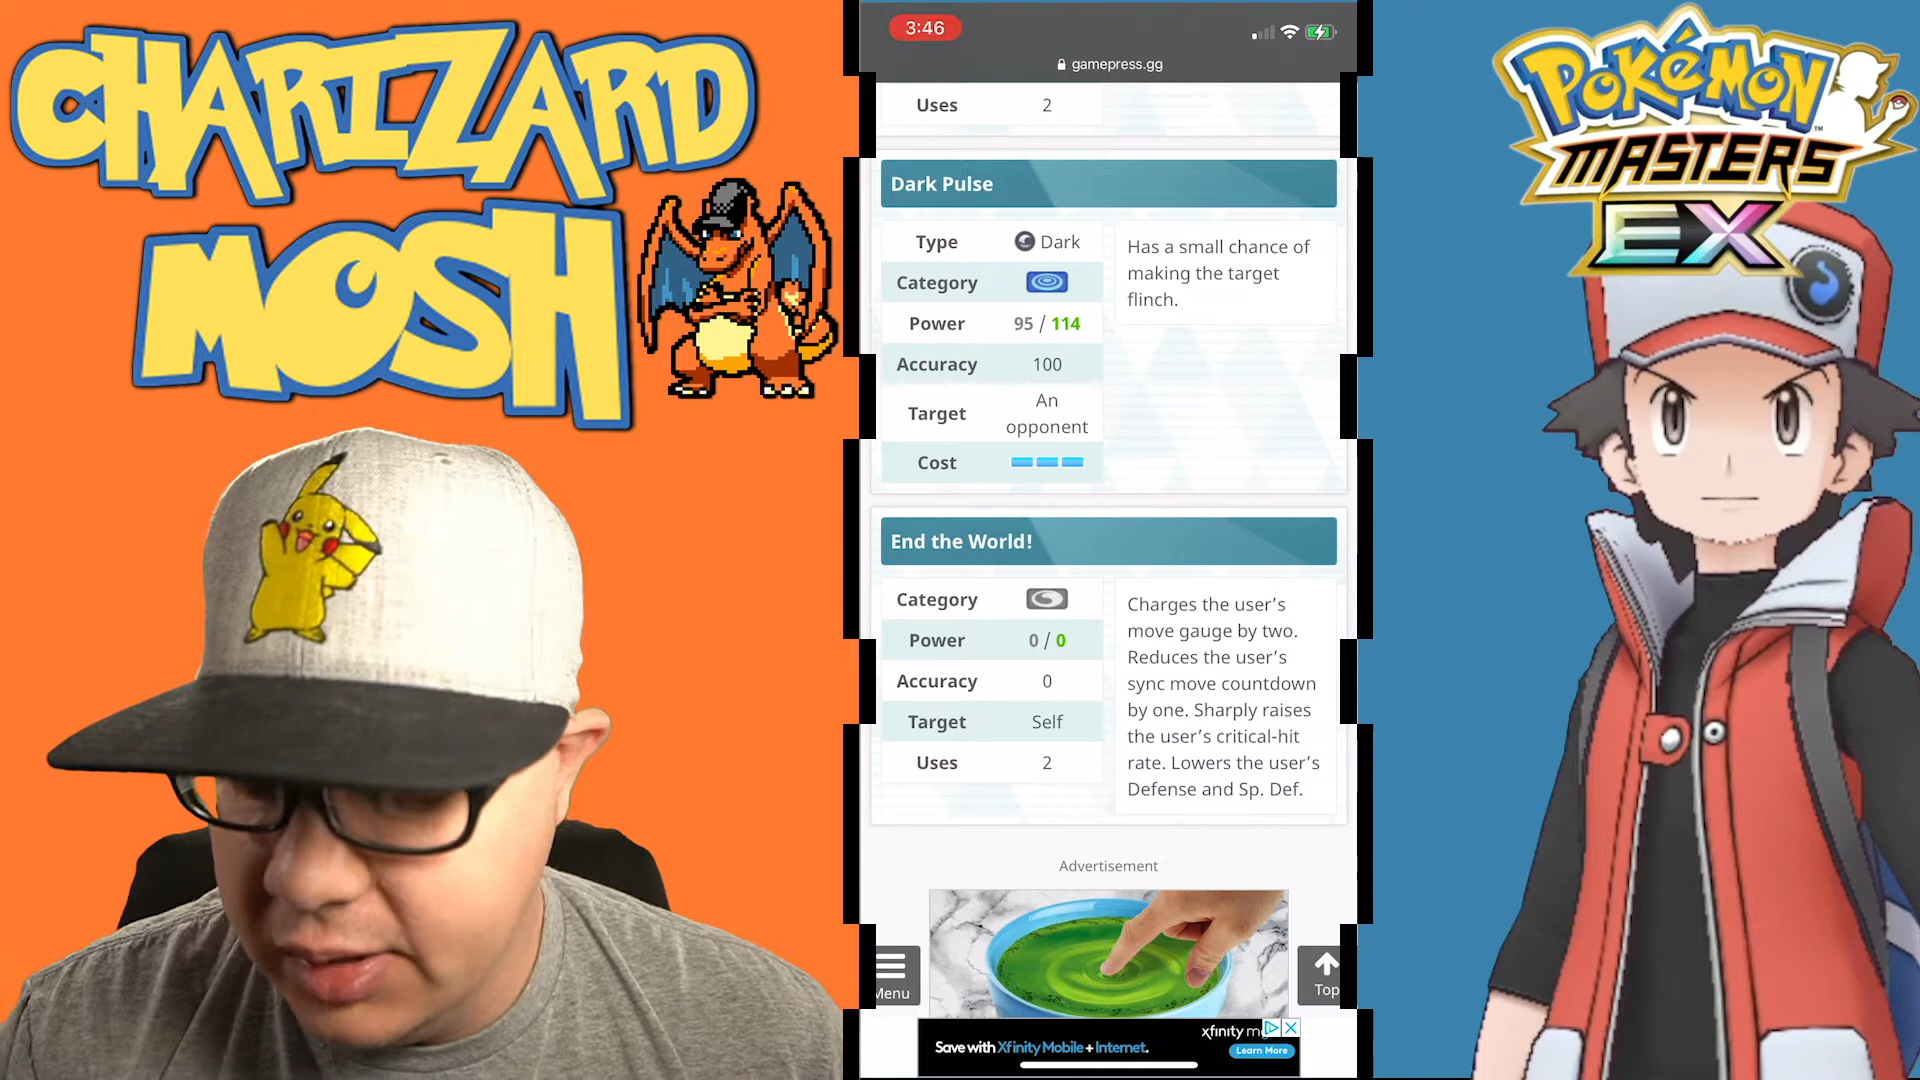 CHARIZARD
MOSH
3:46
gamepress.gg
Uses 2
Dark Pulse
Type Dark
Category
Power 95 / 114
Accuracy 100
Target An opponent
Cost
Has a small chance of
making the target
flinch.
End the World!
Category
Power 0 / 0
Accuracy 0
Target Self
Uses 2
Charges the user's
move gauge by two.
Reduces the user's
sync move countdown
by one. Sharply raises
the user's critical-hit
rate. Lowers the user's
Defense and Sp. Def.
Advertisement
Menu
Top
xfinity
Save with Xfinity Mobile + Internet.
Learn More
POKéMON
MASTERS
EX